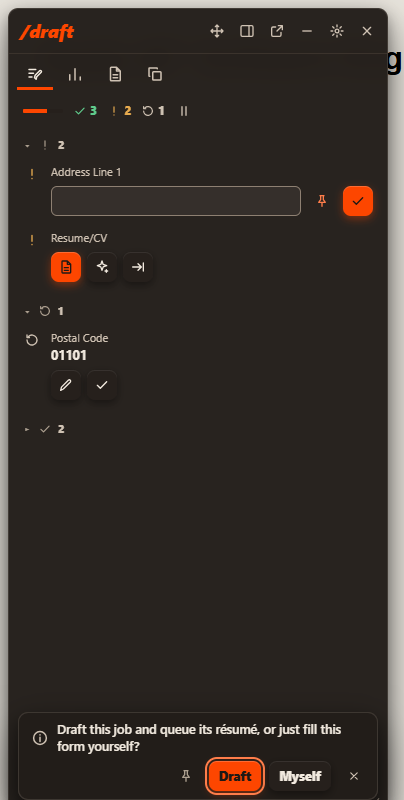 /draft
3
! 2
1
! 2
! Address Line 1
! Resume/CV
1
Postal Code
01101
2
Draft this job and queue its résumé, or just fill this
form yourself?
Draft Myself
g